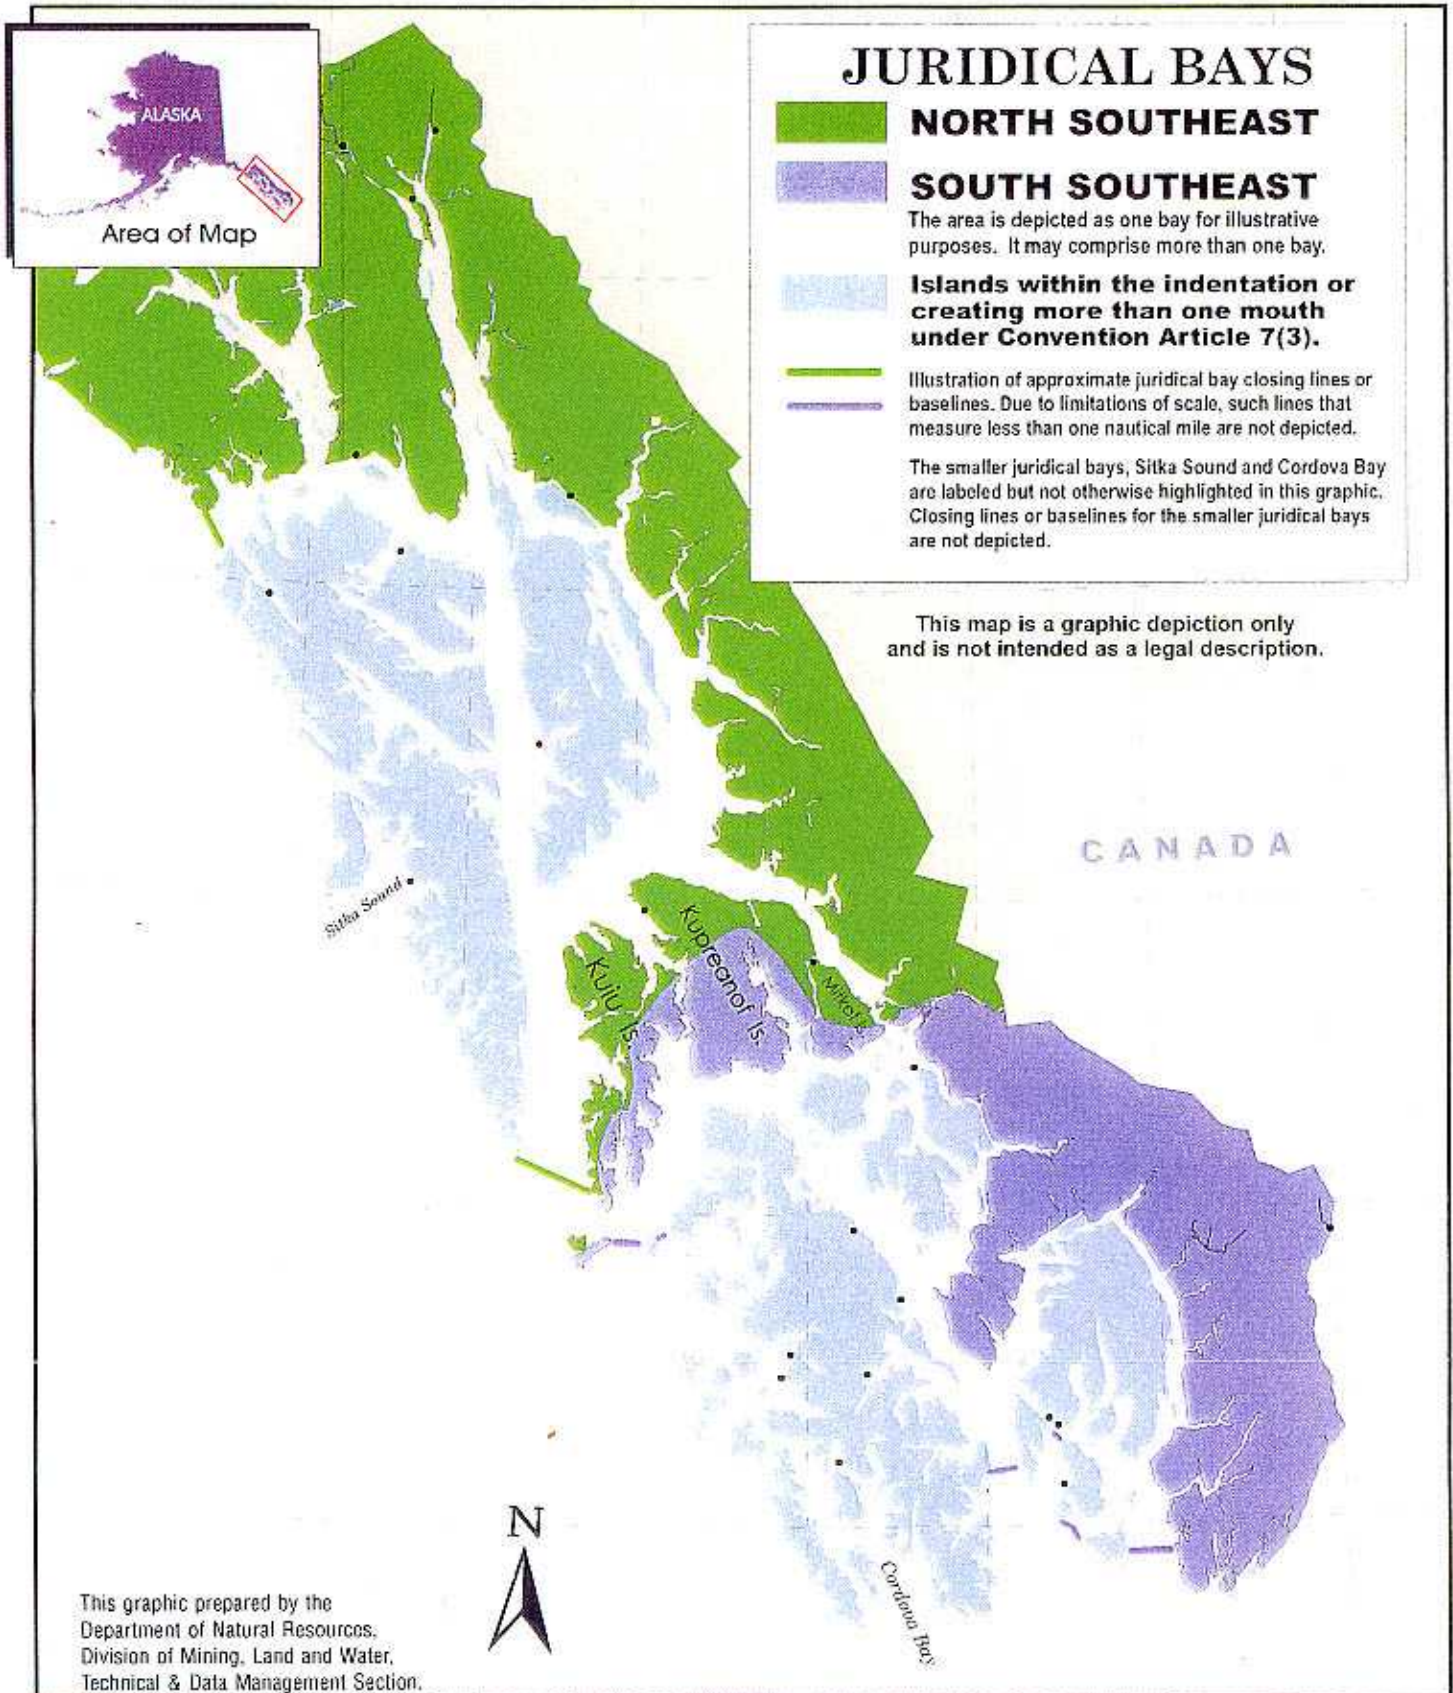 ALASKA
Area of Map
JURIDICAL BAYS
NORTH SOUTHEAST
SOUTH SOUTHEAST
The area is depicted as one bay for illustrative
purposes. It may comprise more than one bay.
Islands within the indentation or
creating more than one mouth
under Convention Article 7(3).
Illustration of approximate juridical bay closing lines or
baselines. Due to limitations of scale, such lines that
measure less than one nautical mile are not depicted.
The smaller juridical bays, Sitka Sound and Cordova Bay
are labeled but not otherwise highlighted in this graphic.
Closing lines or baselines for the smaller juridical bays
are not depicted.
This map is a graphic depiction only
and is not intended as a legal description.
CANADA
Sitka Sound
Kupreanof Is.
Kuiu Is.
Mitkof
N
Cordova Bay
This graphic prepared by the
Department of Natural Resources,
Division of Mining, Land and Water,
Technical & Data Management Section.